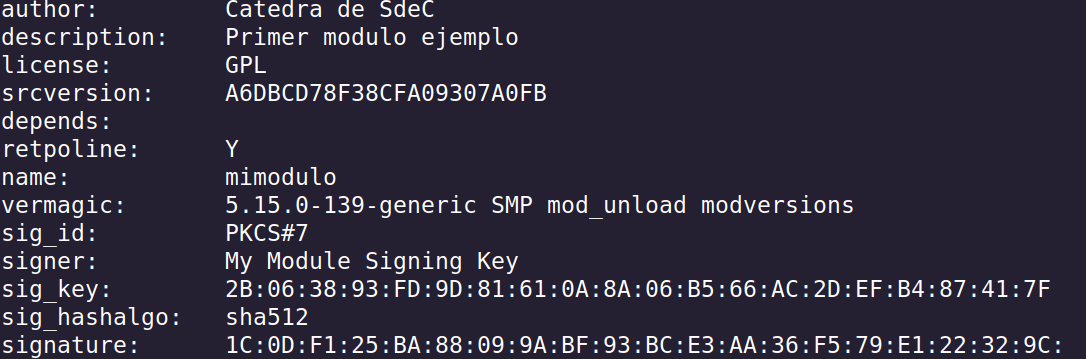 author: Catedra de SdeC
description: Primer modulo ejemplo
license: GPL
srcversion: A6DBCD78F38CFA09307A0FB
depends:
retpoline: Y
name: mimodulo
vermagic: 5.15.0-139-generic SMP mod_unload modversions
sig_id: PKCS#7
signer: My Module Signing Key
sig_key: 2B:06:38:93:FD:9D:81:61:0A:8A:06:B5:66:AC:2D:EF:B4:87:41:7F
sig_hashalgo: sha512
signature: 1C:0D:F1:25:BA:88:09:9A:BF:93:BC:E3:AA:36:F5:79:E1:22:32:9C: